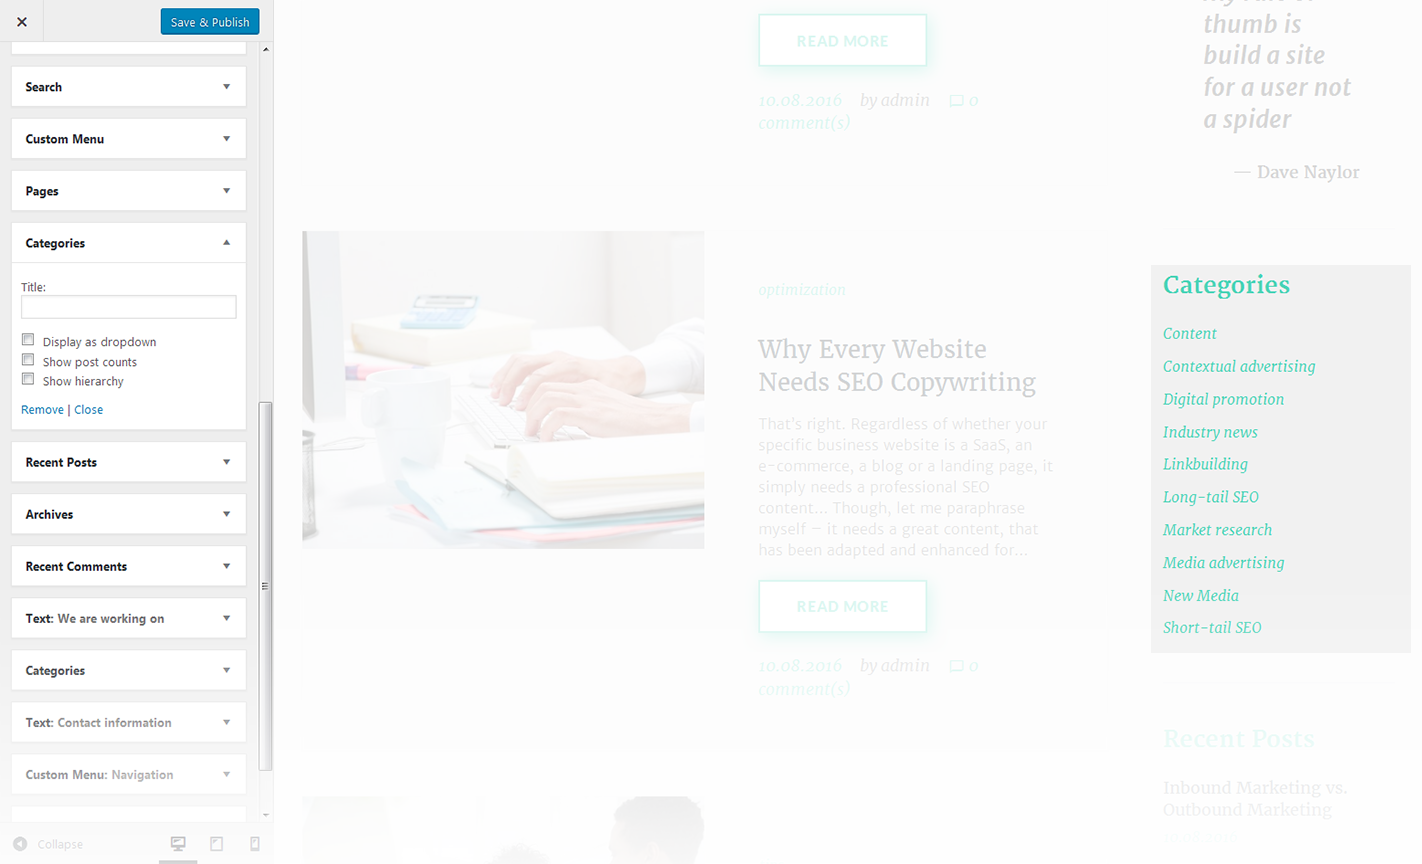 Save & Publish
Search
Custom Menu
Pages
Categories
Title:
Display as dropdown
Show post counts
Show hierarchy
Remove | Close
Recent Posts
Archives
Recent Comments
Text: We are working on
Categories
Text: Contact information
Custom Menu: Navigation
Collapse
READ MORE
10.08.2016 by admin 0
comment(s)
optimization
Why Every Website
Needs SEO Copywriting
That's right. Regardless of whether your
specific business website is a SaaS, an
e-commerce, a blog or a landing page, it
simply needs a professional SEO
content... Though, let me paraphrase
myself – it needs a great content, that
has been adapted and enhanced for...
READ MORE
10.08.2016 by admin 0
comment(s)
thumb is
build a site
for a user not
a spider
— Dave Naylor
Categories
Content
Contextual advertising
Digital promotion
Industry news
Linkbuilding
Long-tail SEO
Market research
Media advertising
New Media
Short-tail SEO
Recent Posts
Inbound Marketing vs.
Outbound Marketing